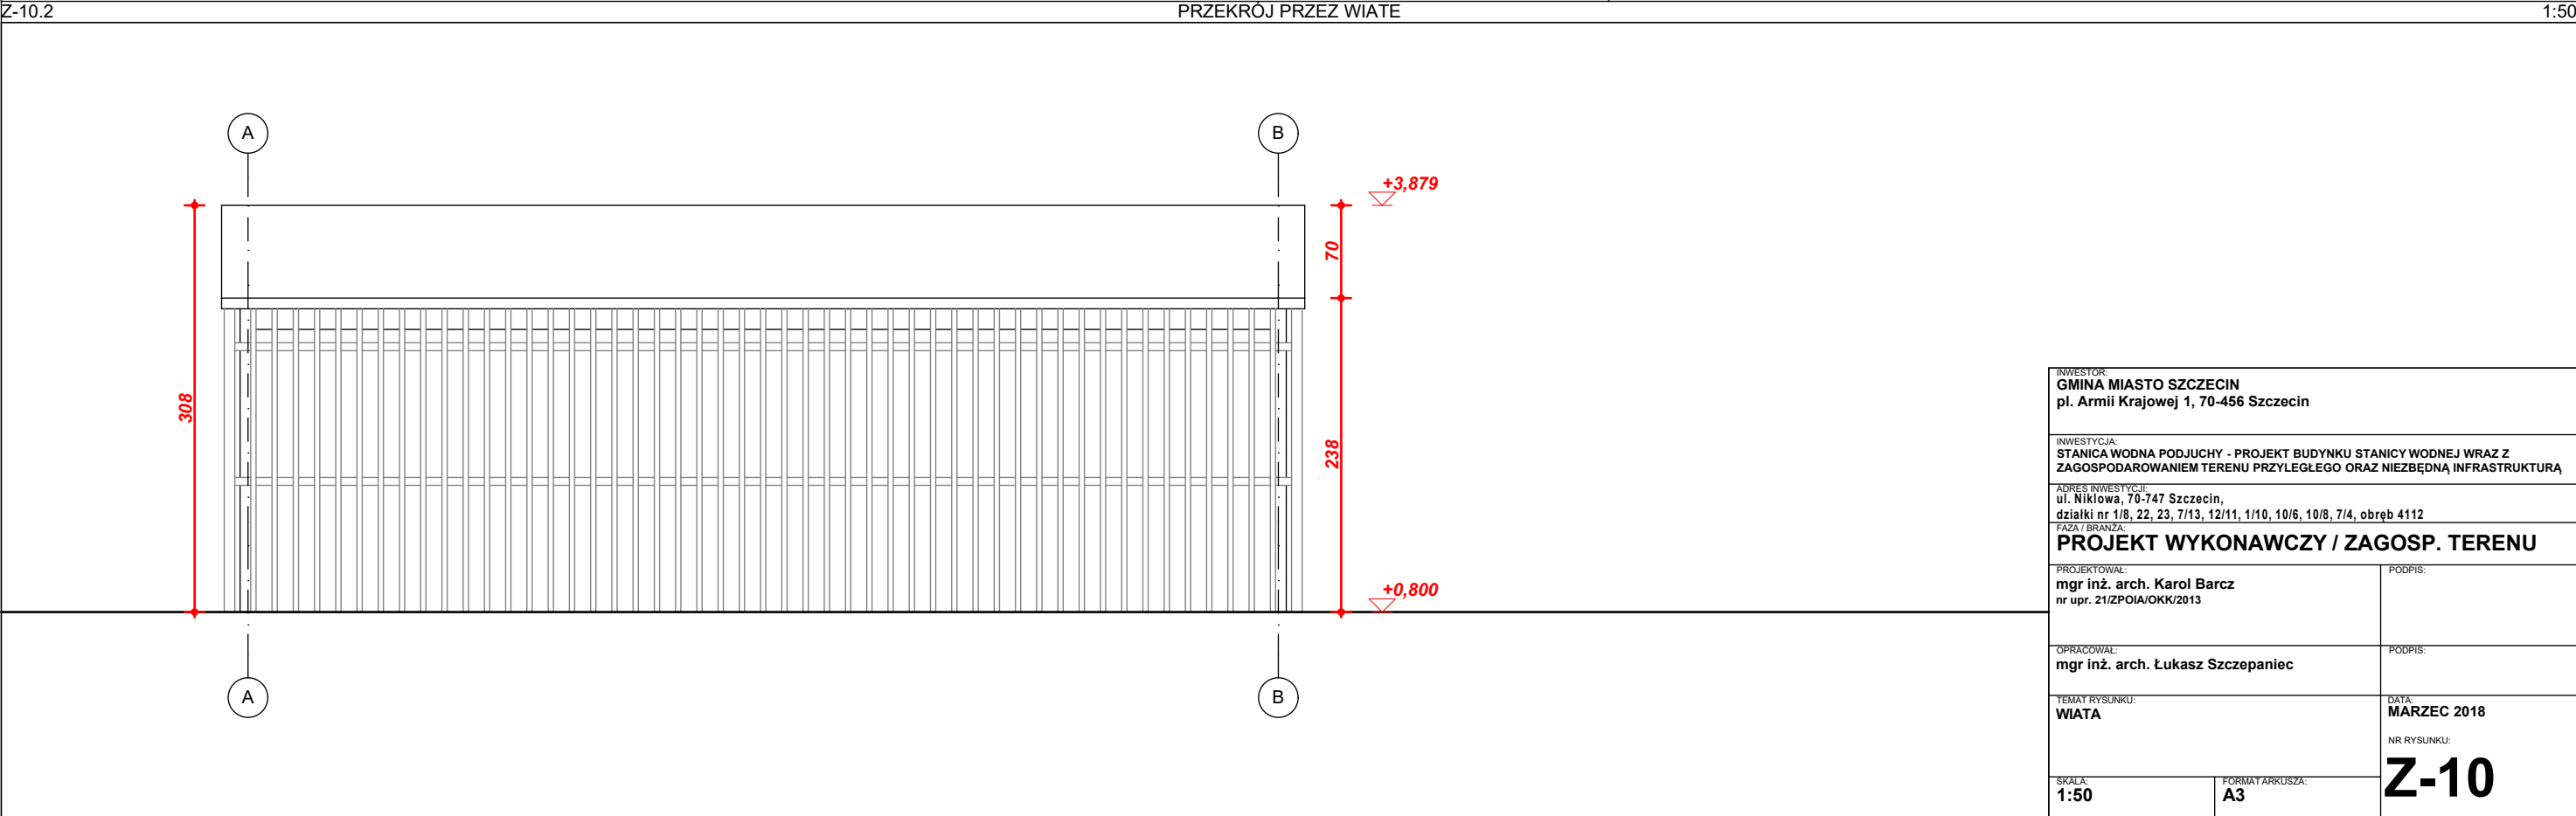 Z-10.2
PRZEKRÓJ PRZEZ WIATE
1:50
A
B
+3,879
70
308
238
+0,800
A
B
INWESTOR:
GMINA MIASTO SZCZECIN
pl. Armii Krajowej 1, 70-456 Szczecin
INWESTYCJA:
STANICA WODNA PODJUCHY - PROJEKT BUDYNKU STANICY WODNEJ WRAZ Z
ZAGOSPODAROWANIEM TERENU PRZYLEGŁEGO ORAZ NIEZBĘDNĄ INFRASTRUKTURĄ
ADRES INWESTYCJI:
ul. Niklowa, 70-747 Szczecin,
działki nr 1/8, 22, 23, 7/13, 12/11, 1/10, 10/6, 10/8, 7/4, obręb 4112
FAZA / BRANŻA:
PROJEKT WYKONAWCZY / ZAGOSP. TERENU
PROJEKTOWAŁ:
mgr inż. arch. Karol Barcz
nr upr. 21/ZPOIA/OKK/2013
PODPIS:
OPRACOWAŁ:
mgr inż. arch. Łukasz Szczepaniec
PODPIS:
TEMAT RYSUNKU:
WIATA
DATA:
MARZEC 2018
NR RYSUNKU:
Z-10
SKALA:
1:50
FORMAT ARKUSZA:
A3